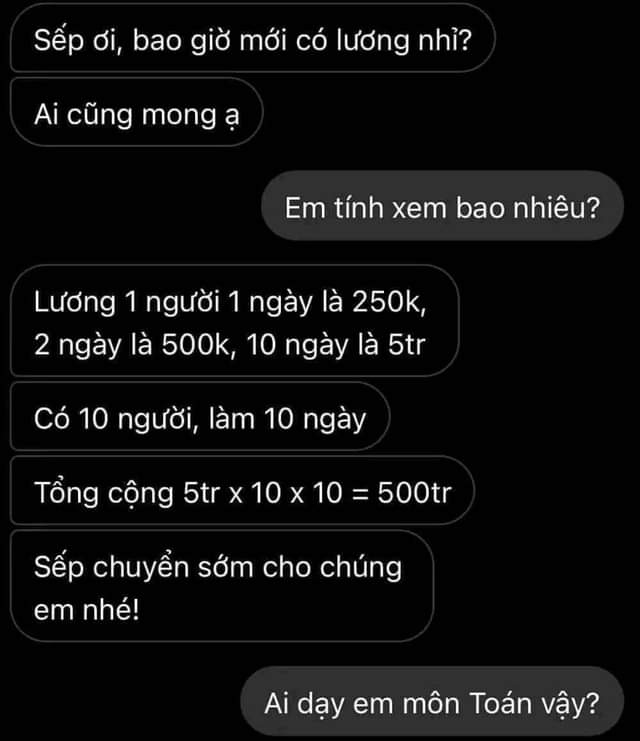 Sếp ơi, bao giờ mới có lương nhỉ?
Ai cũng mong ạ
Em tính xem bao nhiêu?
Lương 1 người 1 ngày là 250k,
2 ngày là 500k, 10 ngày là 5tr
Có 10 người, làm 10 ngày
Tổng cộng 5tr x 10 x 10 = 500tr
Sếp chuyển sớm cho chúng
em nhé!
Ai dạy em môn Toán vậy?